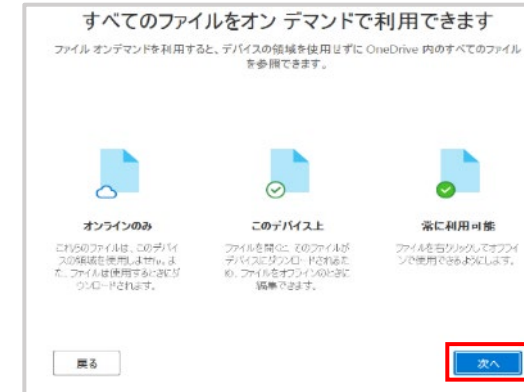 すべてのファイルをオン デマンドで利用できます
ファイル オンデマンドを利用すると、デバイスの領域を使用せずに OneDrive 内のすべてのファイル
を参照できます。
オンラインのみ
これらのファイルは、このデバイ
スの領域を使用しません。ま
た、ファイルは使用するときにダ
ウンロードされます。
このデバイス上
ファイルを開くと、そのファイルが
デバイスにダウンロードされるた
め、ファイルをオフラインのときに
編集できます。
常に利用可能
ファイルを右クリックしてオフライ
ンで使用できるようにします。
戻る
次へ